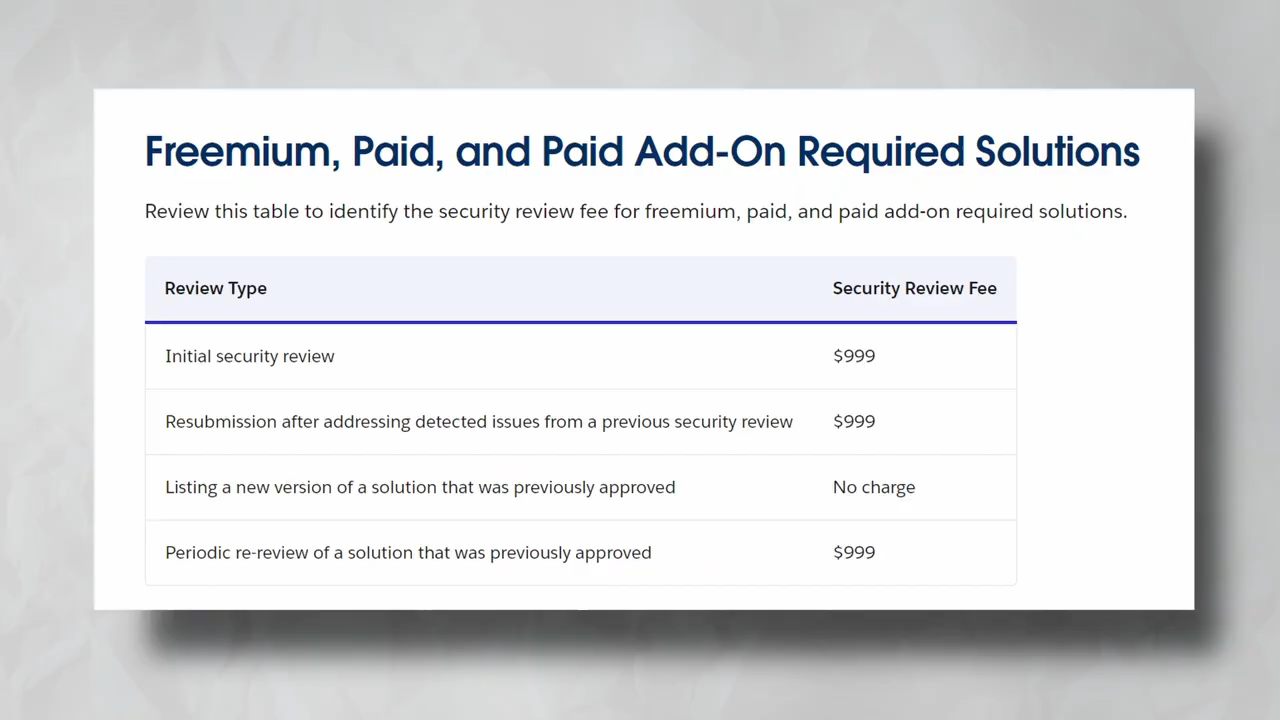 Freemium, Paid, and Paid Add-On Required Solutions
Review this table to identify the security review fee for freemium, paid, and paid add-on required solutions.
Review Type Security Review Fee
Initial security review $999
Resubmission after addressing detected issues from a previous security review $999
Listing a new version of a solution that was previously approved No charge
Periodic re-review of a solution that was previously approved $999